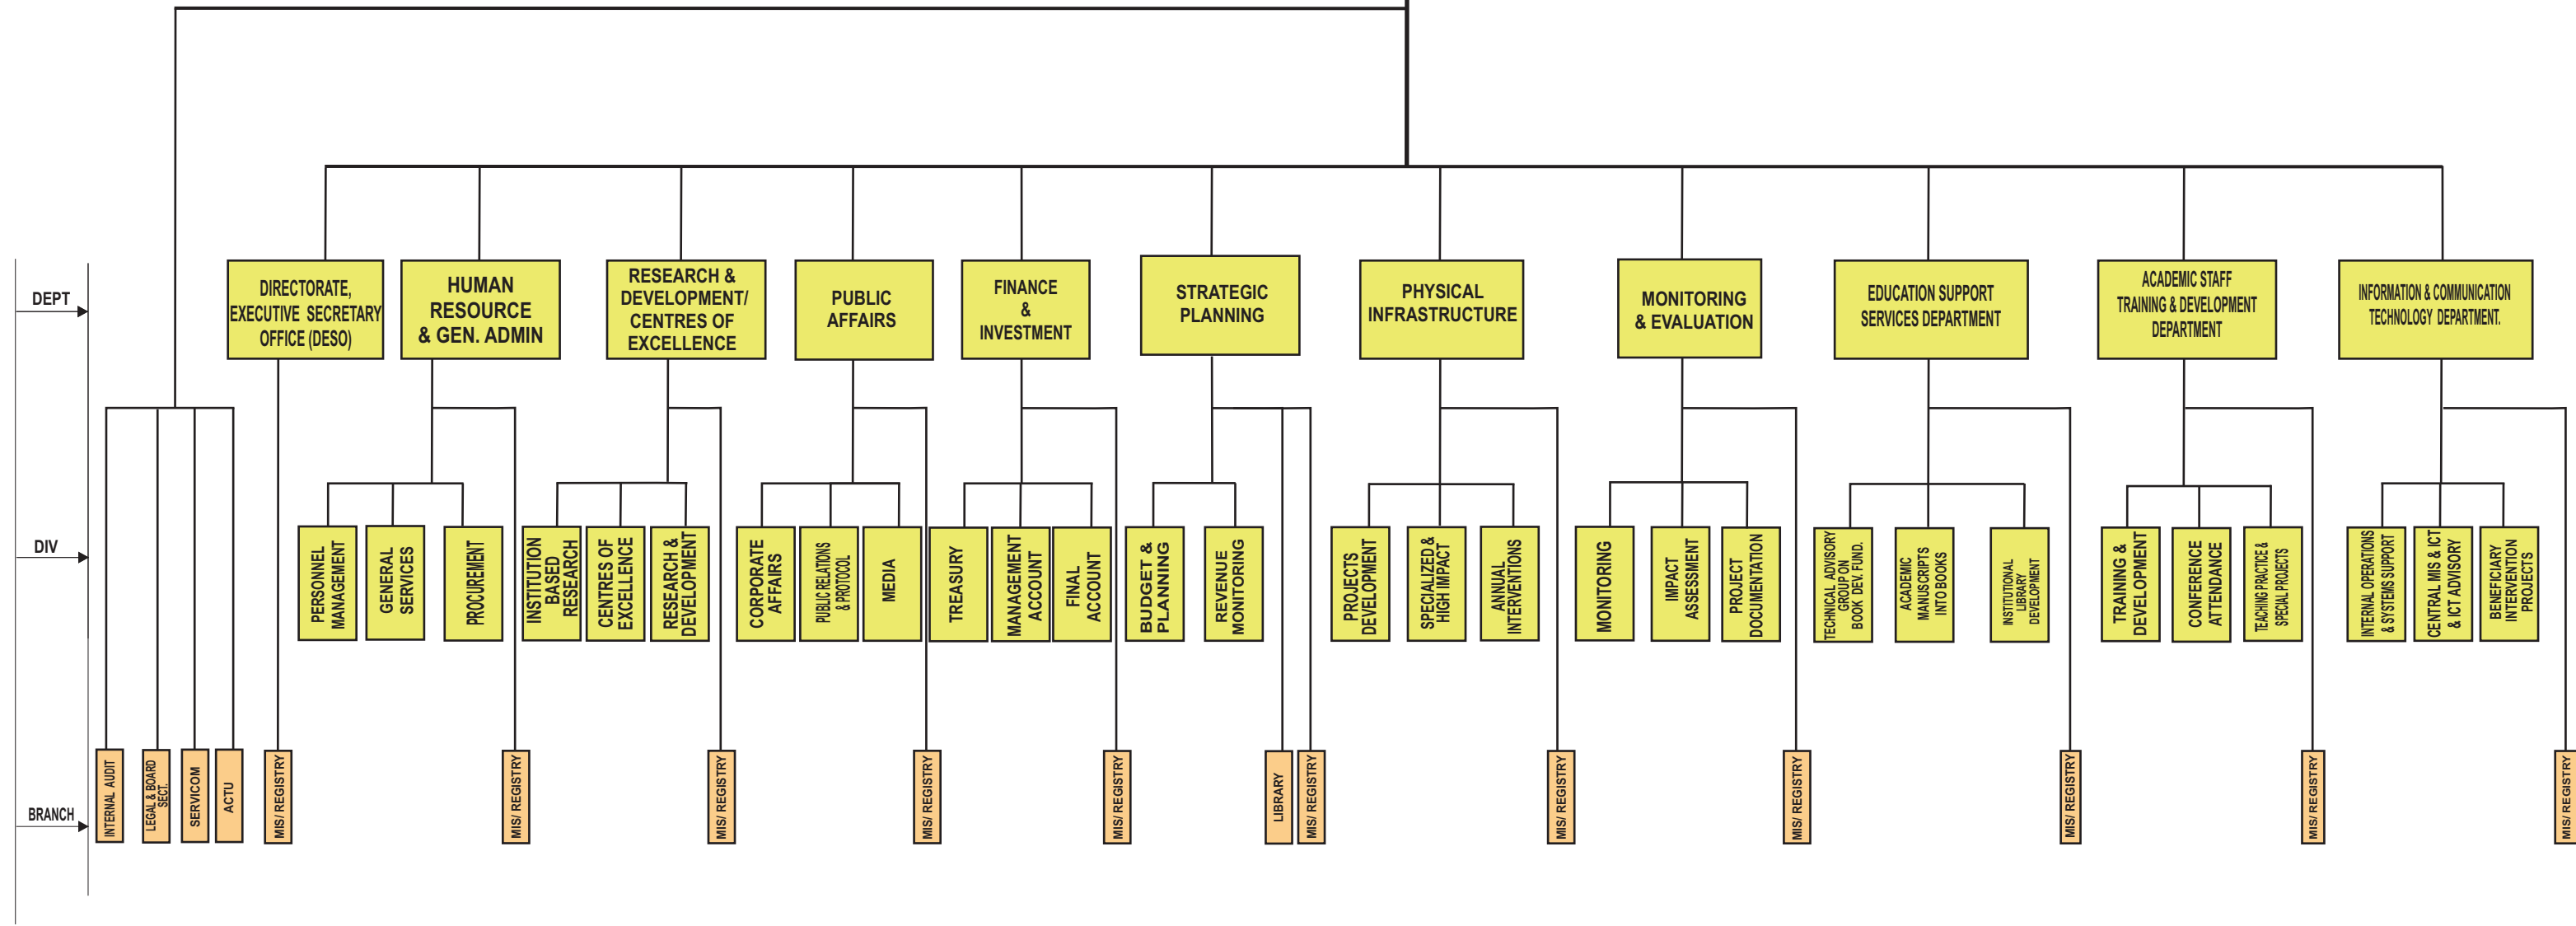 DEPT
DIRECTORATE,
EXECUTIVE SECRETARY
OFFICE (DESO)
HUMAN
RESOURCE
& GEN. ADMIN
RESEARCH &
DEVELOPMENT/
CENTRES OF
EXCELLENCE
PUBLIC
AFFAIRS
FINANCE
&
INVESTMENT
STRATEGIC
PLANNING
PHYSICAL
INFRASTRUCTURE
MONITORING
& EVALUATION
EDUCATION SUPPORT
SERVICES DEPARTMENT
ACADEMIC STAFF
TRAINING & DEVELOPMENT
DEPARTMENT
INFORMATION & COMMUNICATION
TECHNOLOGY DEPARTMENT.
DIV
PERSONNEL
MANAGEMENT
GENERAL
SERVICES
PROCUREMENT
INSTITUTION
BASED
RESEARCH
CENTRES OF
EXCELLENCE
RESEARCH &
DEVELOPMENT
CORPORATE
AFFAIRS
PUBLIC RELATIONS
& PROTOCOL
MEDIA
TREASURY
MANAGEMENT
ACCOUNT
FINAL
ACCOUNT
BUDGET &
PLANNING
REVENUE
MONITORING
PROJECTS
DEVELOPMENT
SPECIALIZED &
HIGH IMPACT
ANNUAL
INTERVENTIONS
MONITORING
IMPACT
ASSESSMENT
PROJECT
DOCUMENTATION
TECHNICAL ADVISORY
GROUP ON
BOOK DEV. FUND.
ACADEMIC
MANUSCRIPTS
INTO BOOKS
INSTITUTIONAL
LIBRARY
DEVELOPMENT
TRAINING &
DEVELOPMENT
CONFERENCE
ATTENDANCE
TEACHING PRACTICE &
SPECIAL PROJECTS
INTERNAL OPERATIONS
& SYSTEMS SUPPORT
CENTRAL MIS & ICT
& ICT ADVISORY
BENEFICIARY
INTERVENTION
PROJECTS
BRANCH
INTERNAL AUDIT
LEGAL & BOARD
SECT.
SERVICOM
ACTU
MIS/ REGISTRY
MIS/ REGISTRY
MIS/ REGISTRY
MIS/ REGISTRY
MIS/ REGISTRY
LIBRARY
MIS/ REGISTRY
MIS/ REGISTRY
MIS/ REGISTRY
MIS/ REGISTRY
MIS/ REGISTRY
MIS/ REGISTRY